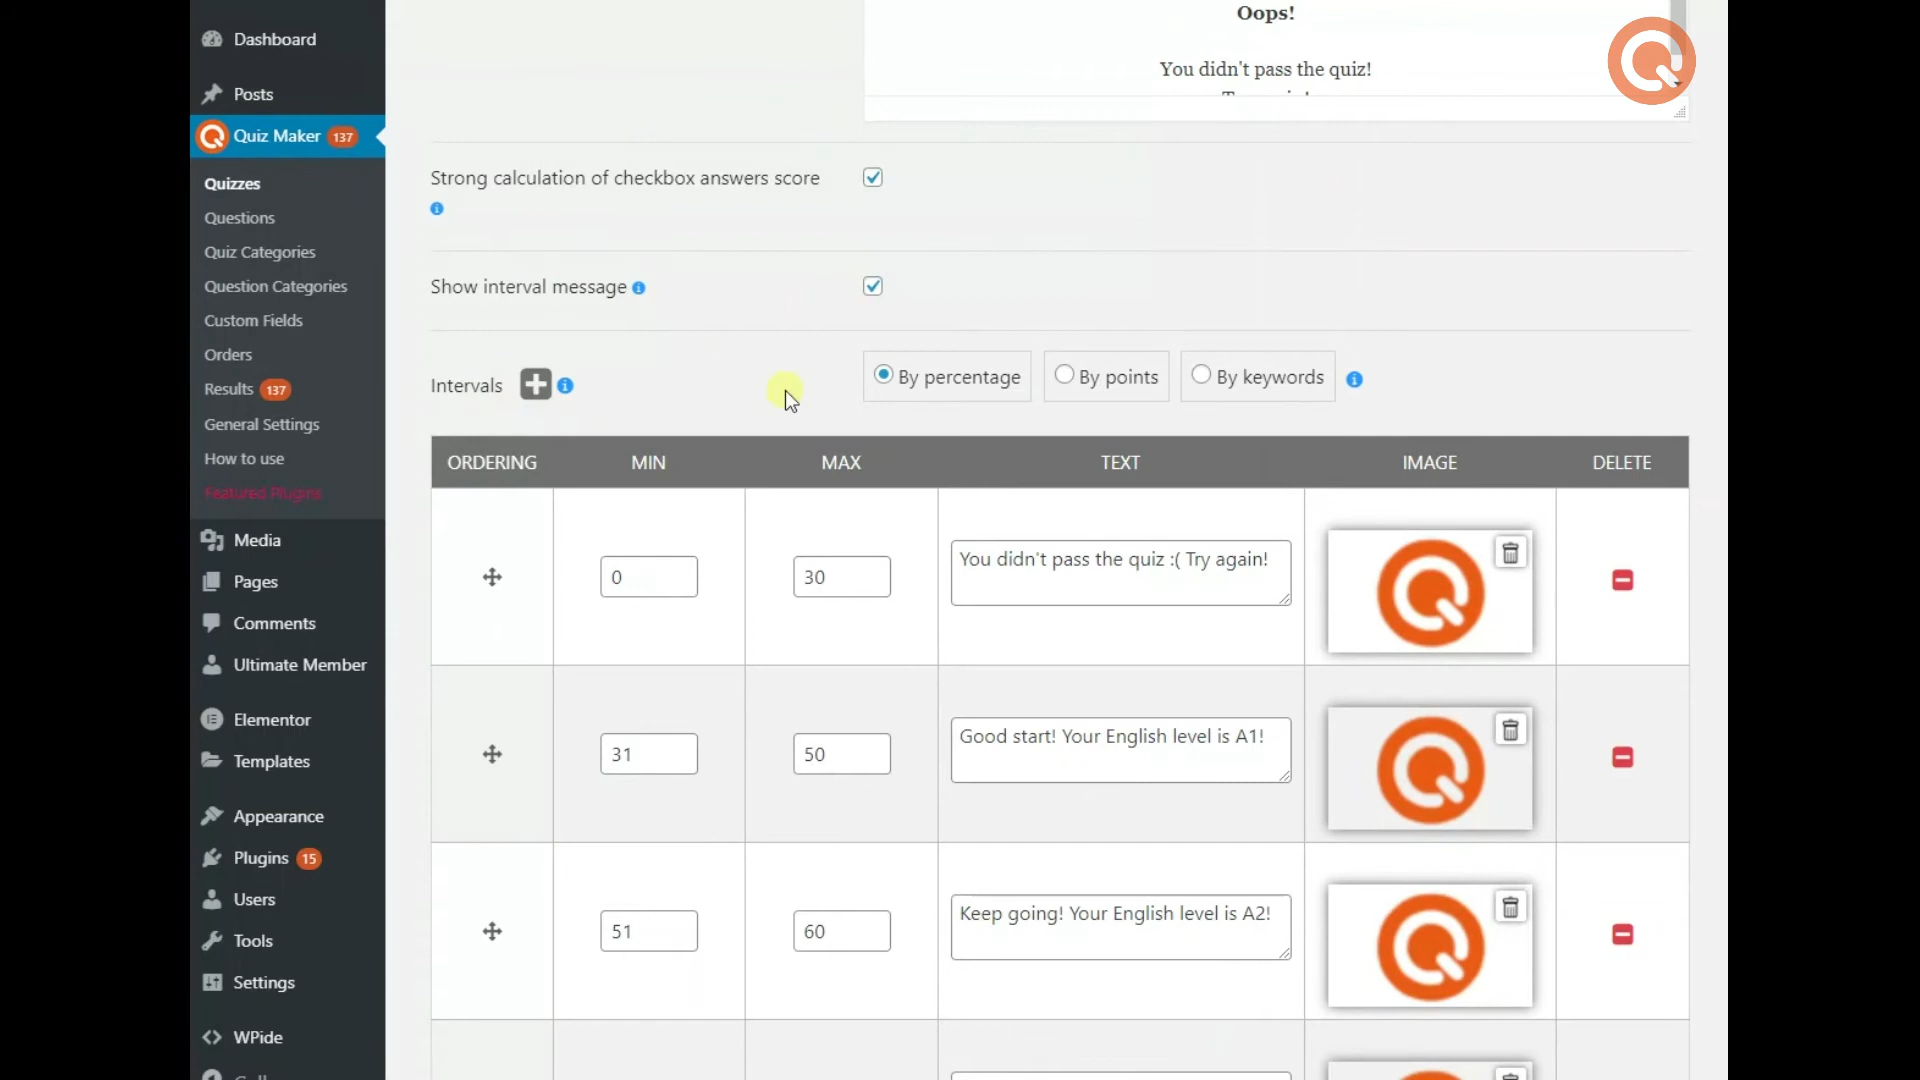 Dashboard
Posts
Quiz Maker 137
Quizzes
Questions
Quiz Categories
Question Categories
Custom Fields
Orders
Results 137
General Settings
How to use
Featured Plugins
Media
Pages
Comments
Ultimate Member
Elementor
Templates
Appearance
Plugins 15
Users
Tools
Settings
WPide
Oops!
You didn't pass the quiz!
Strong calculation of checkbox answers score
Show interval message
Intervals
By percentage
By points
By keywords
ORDERING MIN MAX TEXT IMAGE DELETE
0 30 You didn't pass the quiz :( Try again!
31 50 Good start! Your English level is A1!
51 60 Keep going! Your English level is A2!